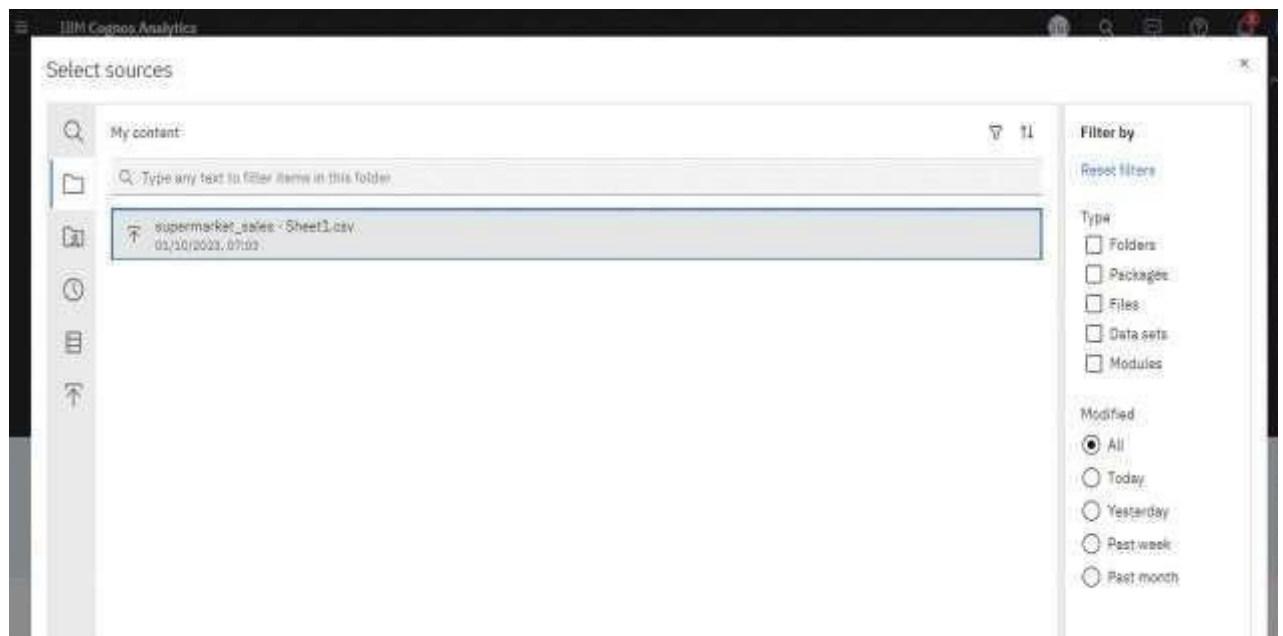 IBM Cognos Analytics
Select sources
My content
Type any text to filter items in this folder
supermarket_sales - Sheet1.csv
01/10/2023, 07:03
Filter by
Reset filters
Type
Folders
Packages
Files
Data sets
Modules
Modified
All
Today
Yesterday
Past week
Past month